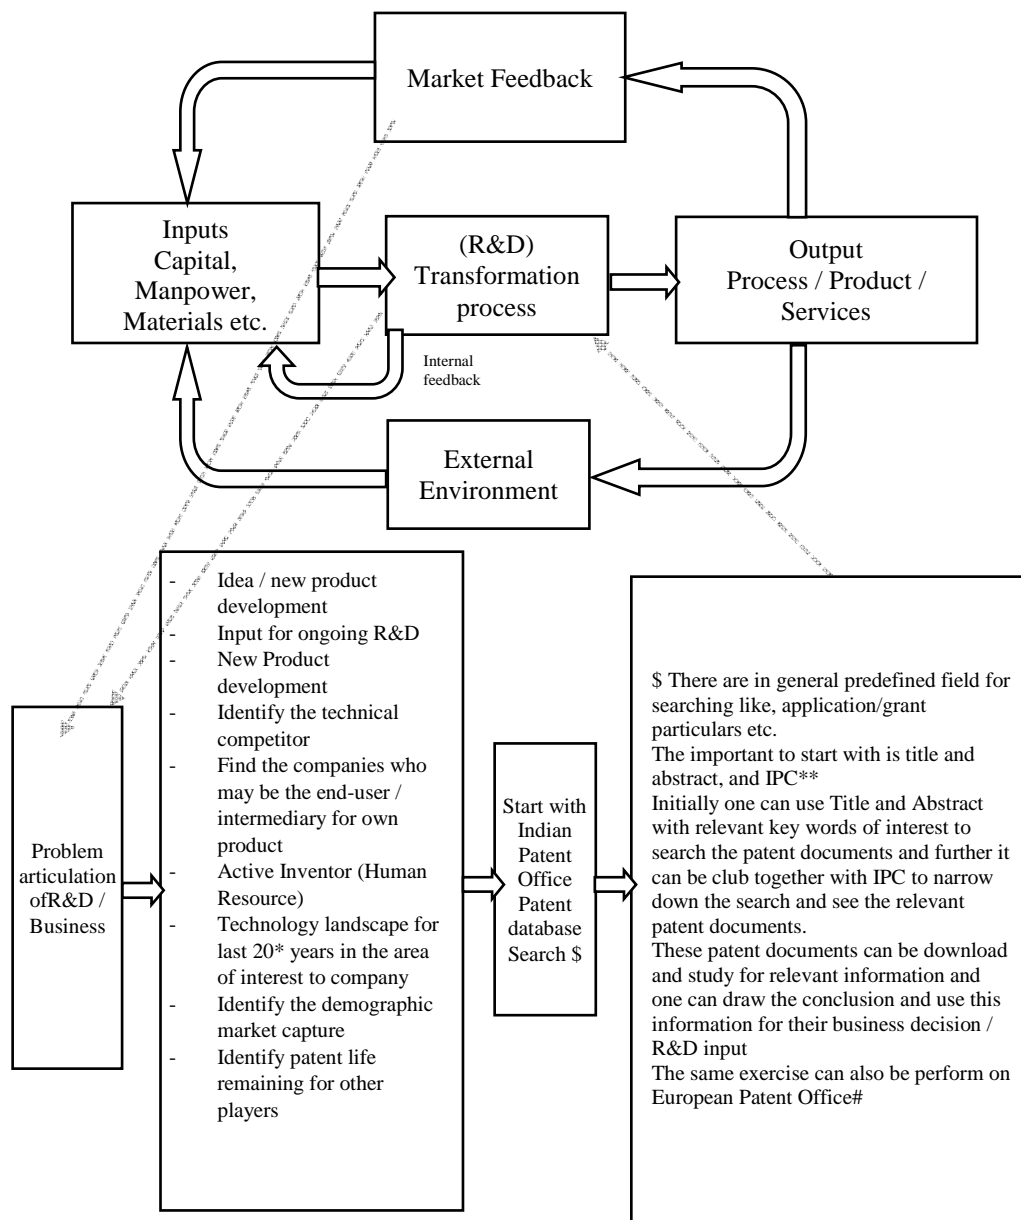 Market Feedback
Inputs
Capital,
Manpower,
Materials etc.
(R&D)
Transformation
process
Output
Process / Product /
Services
Internal
feedback
External
Environment
Problem
articulation
ofR&D /
Business
- Idea / new product
development
- Input for ongoing R&D
- New Product
development
- Identify the technical
competitor
- Find the companies who
may be the end-user /
intermediary for own
product
- Active Inventor (Human
Resource)
- Technology landscape for
last 20* years in the area
of interest to company
- Identify the demographic
market capture
- Identify patent life
remaining for other
players
Start with
Indian
Patent
Office
Patent
database
Search $
$ There are in general predefined field for
searching like, application/grant
particulars etc.
The important to start with is title and
abstract, and IPC**
Initially one can use Title and Abstract
with relevant key words of interest to
search the patent documents and further it
can be club together with IPC to narrow
down the search and see the relevant
patent documents.
These patent documents can be download
and study for relevant information and
one can draw the conclusion and use this
information for their business decision /
R&D input
The same exercise can also be perform on
European Patent Office#